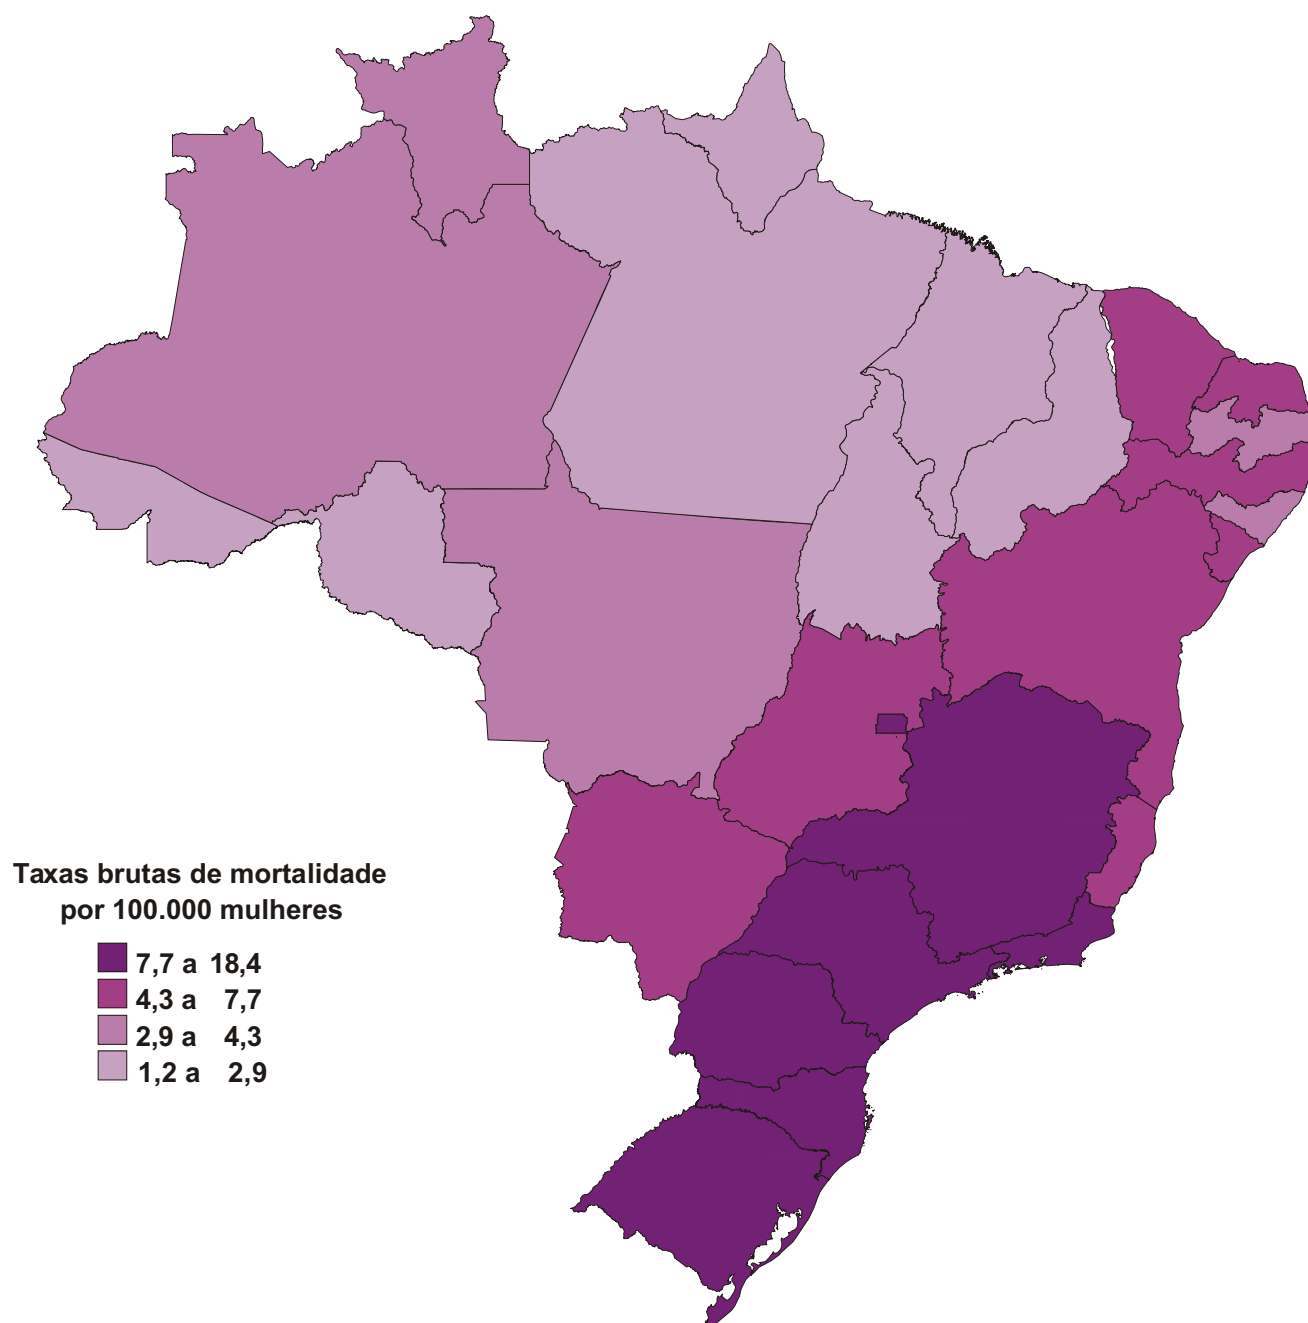 Taxas brutas de mortalidade
por 100.000 mulheres
7,7 a 18,4
4,3 a 7,7
2,9 a 4,3
1,2 a 2,9